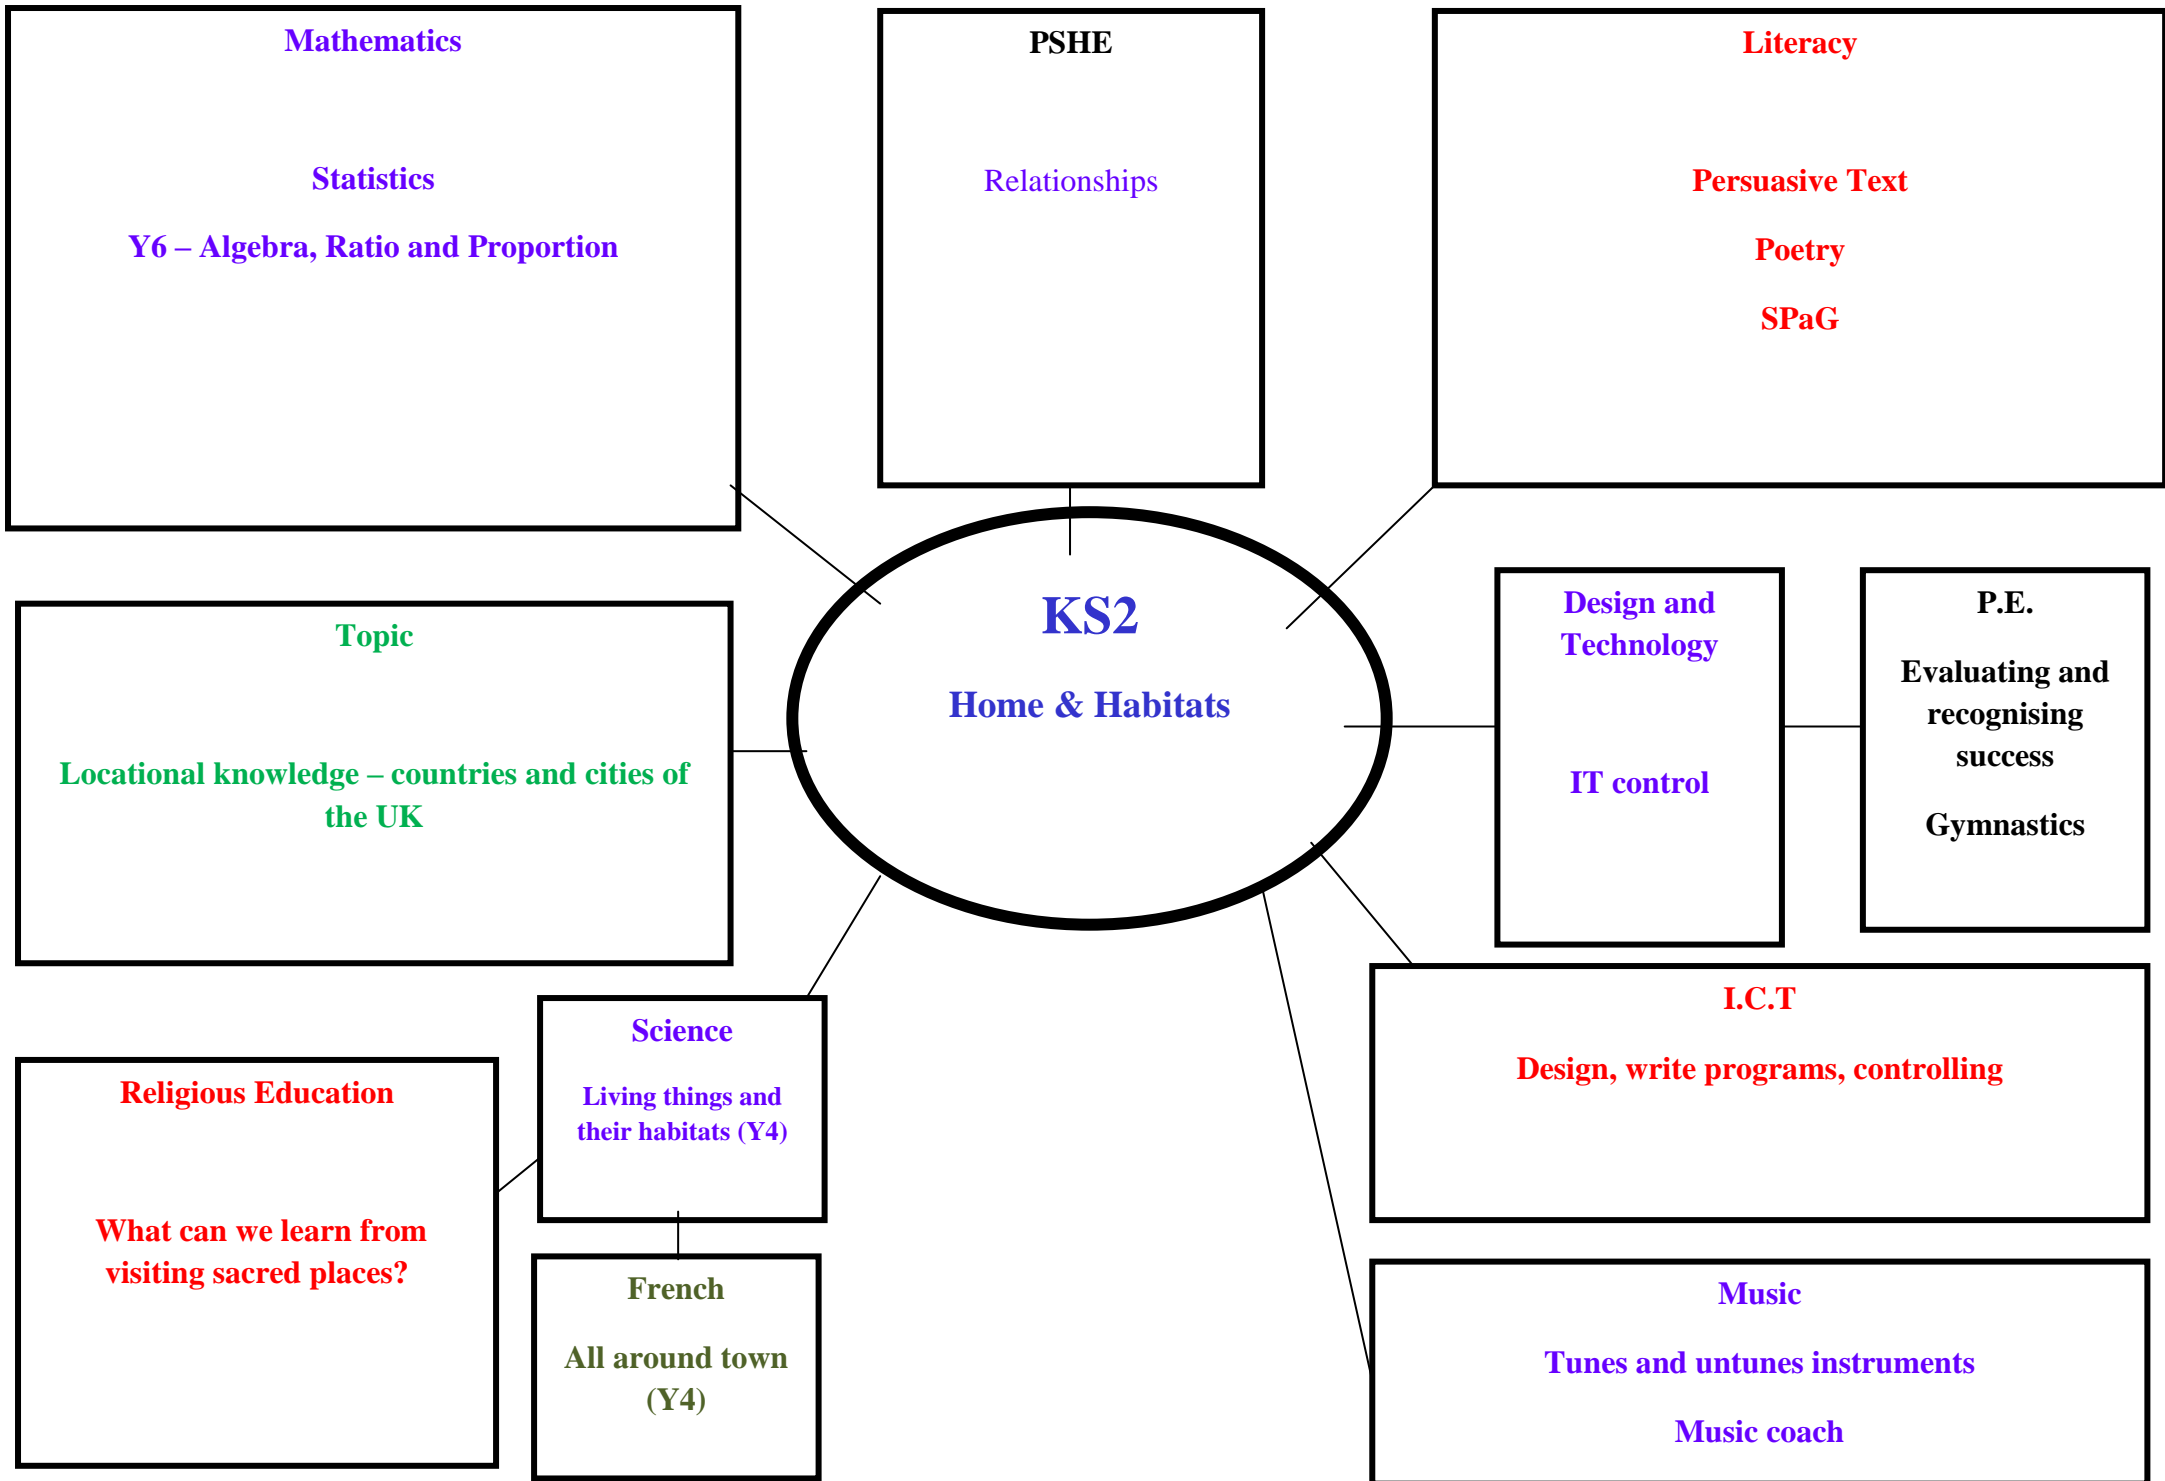 Mathematics
Statistics
Y6 – Algebra, Ratio and Proportion
PSHE
Relationships
Literacy
Persuasive Text
Poetry
SPaG
KS2
Home & Habitats
Topic
Locational knowledge – countries and cities of
the UK
Design and
Technology
IT control
P.E.
Evaluating and
recognising
success
Gymnastics
Religious Education
What can we learn from
visiting sacred places?
Science
Living things and
their habitats (Y4)
French
All around town
(Y4)
I.C.T
Design, write programs, controlling
Music
Tunes and untunes instruments
Music coach